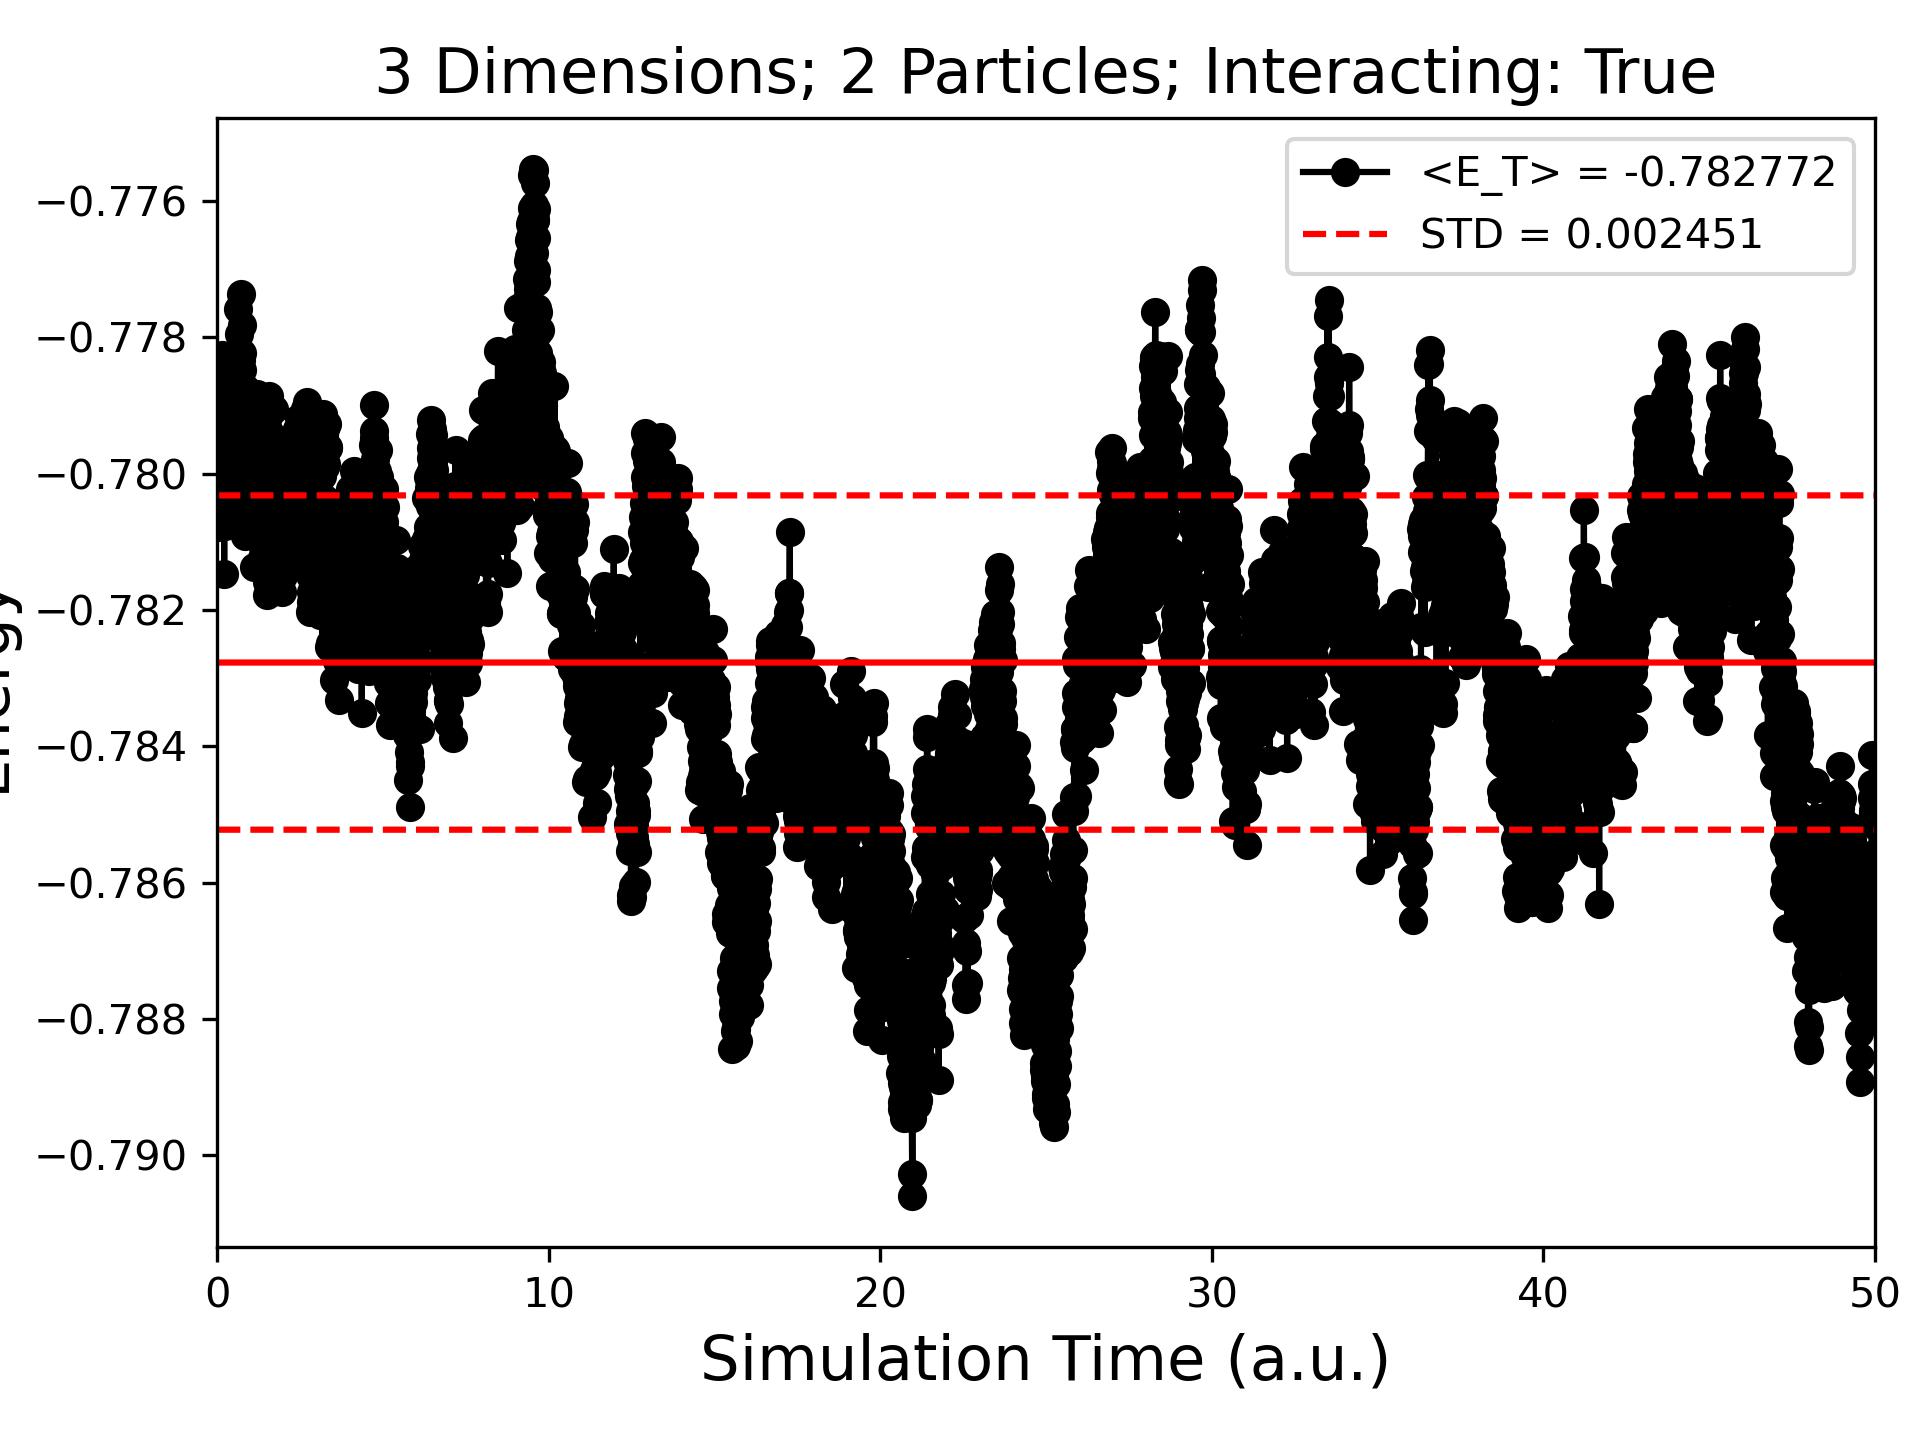 3 Dimensions; 2 Particles; Interacting: True
<E_T> = -0.782772
STD = 0.002451
−0.776
−0.778
−0.780
−0.782
−0.784
−0.786
−0.788
−0.790
Energy
0 10 20 30 40 50
Simulation Time (a.u.)